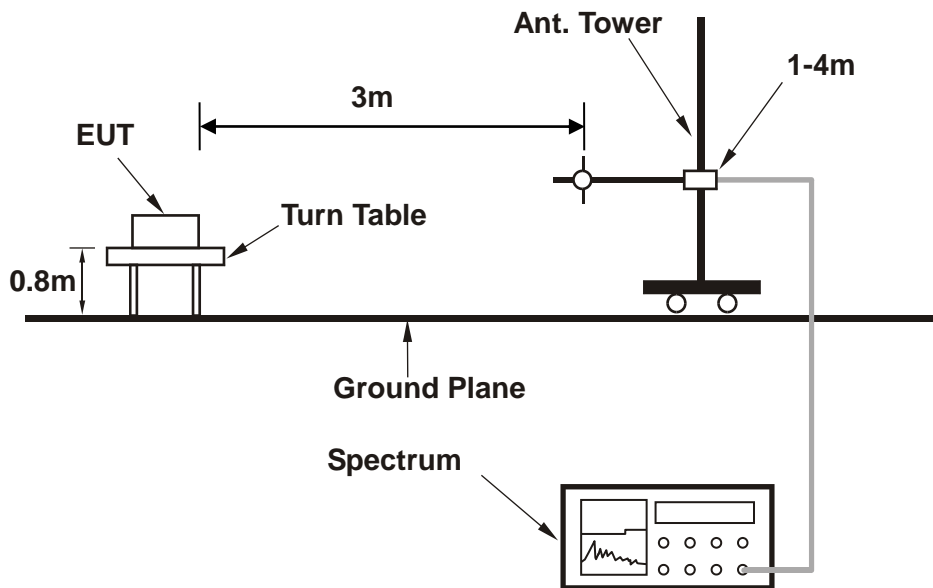 Ant. Tower
1-4m
3m
EUT
Turn Table
0.8m
Ground Plane
Spectrum